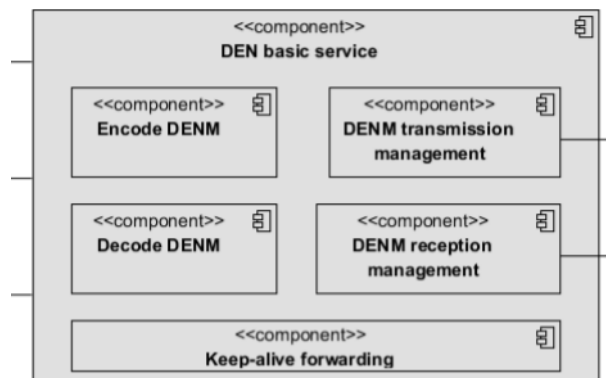 <<component>>
DEN basic service
<<component>>
Encode DENM
<<component>>
DENM transmission
management
<<component>>
Decode DENM
<<component>>
DENM reception
management
<<component>>
Keep-alive forwarding